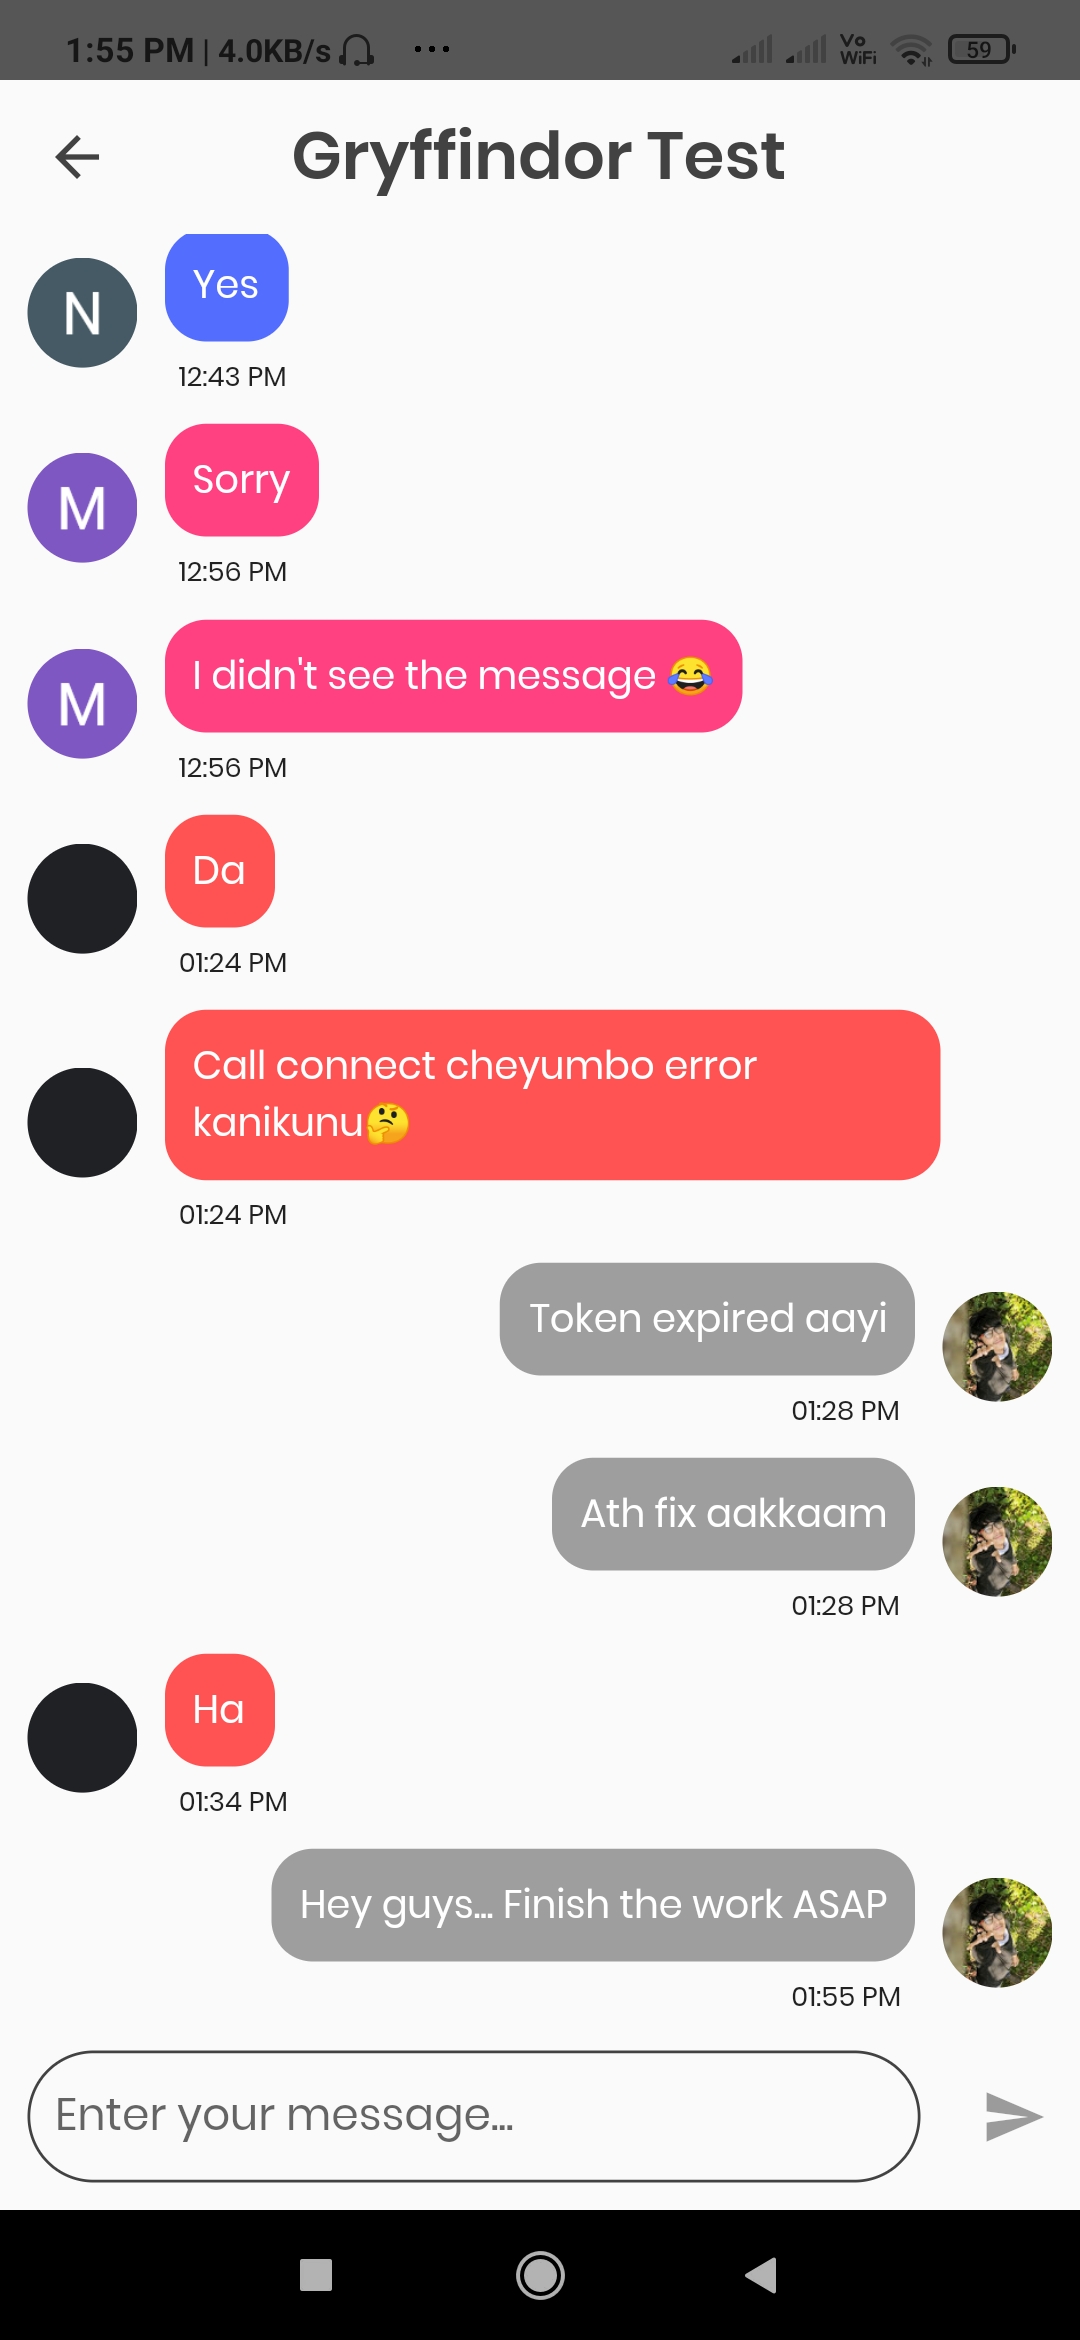 1:55 PM | 4.0KB/s ... Vo WiFi 59
Gryffindor Test
N
Yes
12:43 PM
M
Sorry
12:56 PM
M
I didn't see the message 😂
12:56 PM
Da
01:24 PM
Call connect cheyumbo error
kanikunu🤔
01:24 PM
Token expired aayi
01:28 PM
Ath fix aakkaam
01:28 PM
Ha
01:34 PM
Hey guys... Finish the work ASAP
01:55 PM
Enter your message...